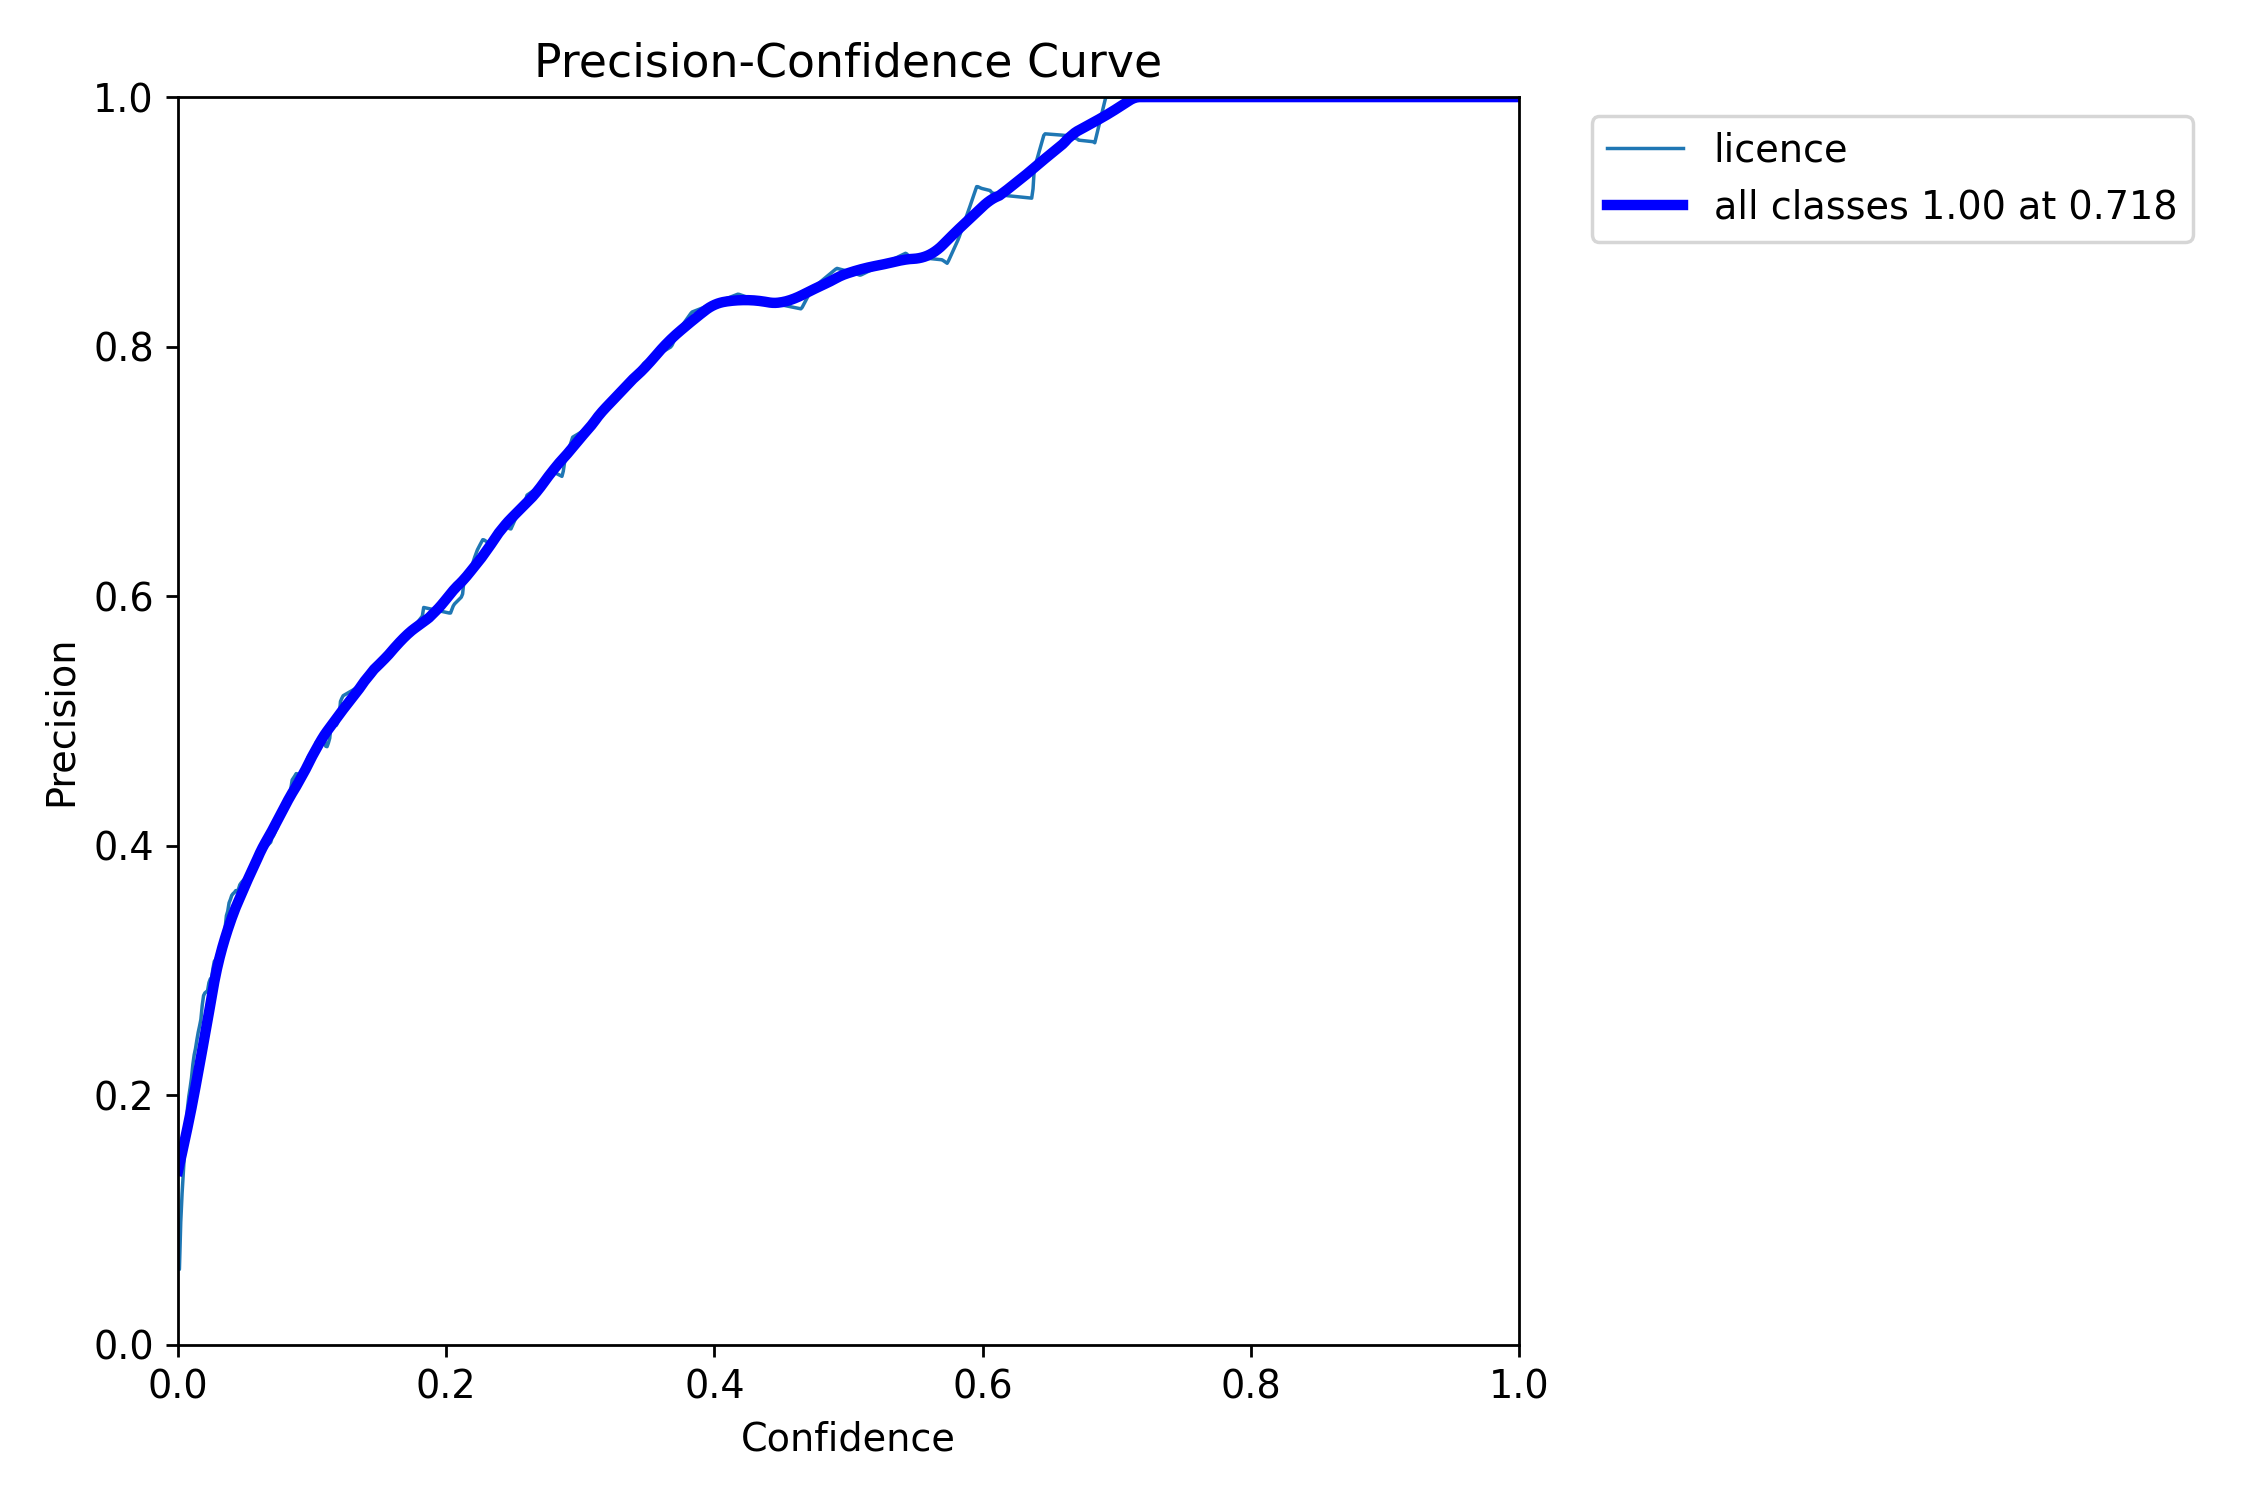 Precision-Confidence Curve
1.0
0.8
0.6
0.4
0.2
0.0
Precision
0.0 0.2 0.4 0.6 0.8 1.0
Confidence
licence
all classes 1.00 at 0.718